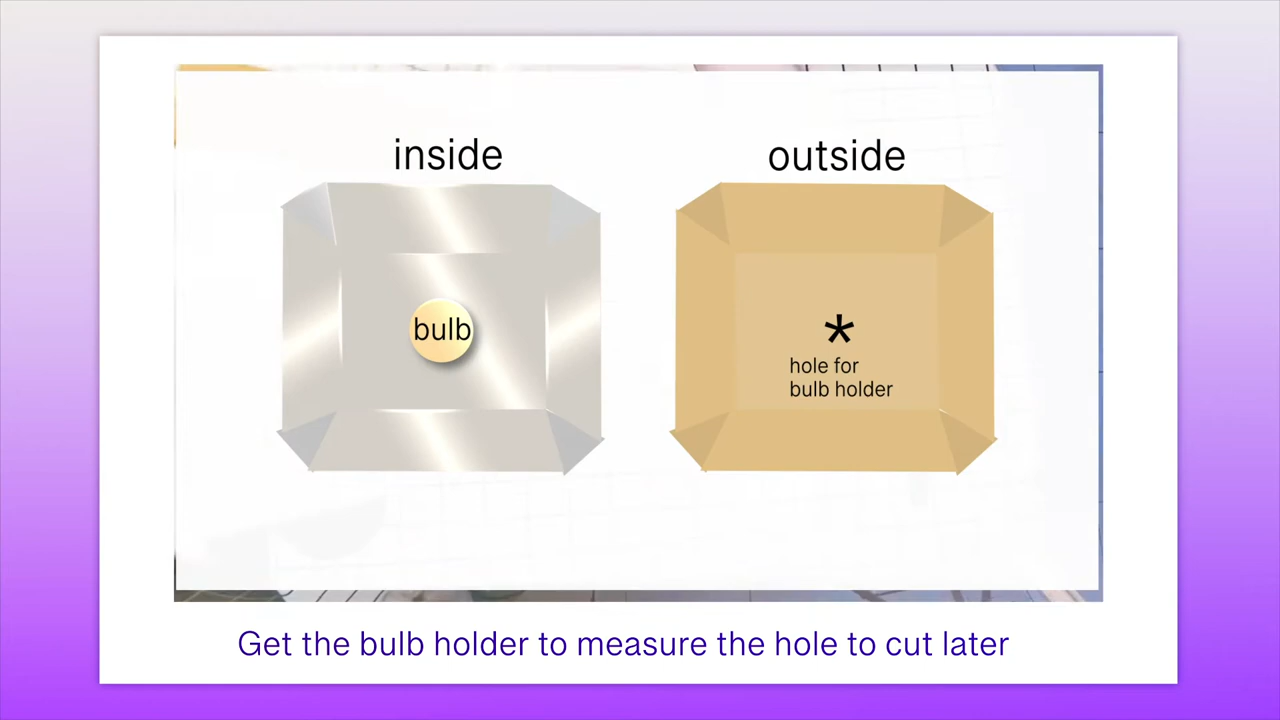 inside
outside
bulb
*
hole for
bulb holder
Get the bulb holder to measure the hole to cut later